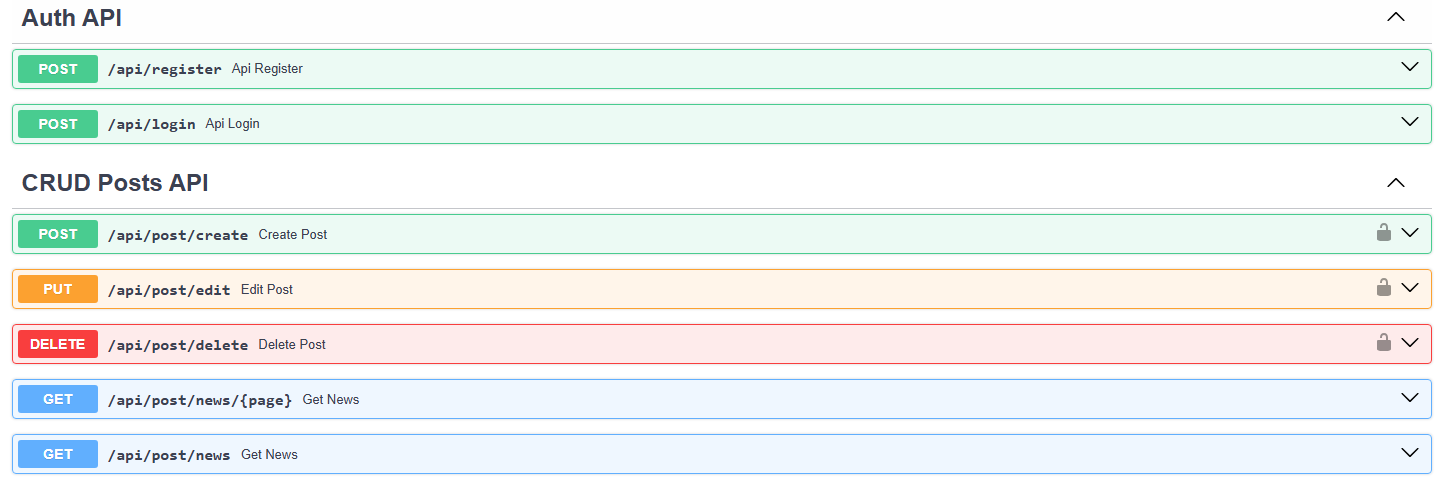 Auth API
POST /api/register Api Register
POST /api/login Api Login
CRUD Posts API
POST /api/post/create Create Post
PUT /api/post/edit Edit Post
DELETE /api/post/delete Delete Post
GET /api/post/news/{page} Get News
GET /api/post/news Get News